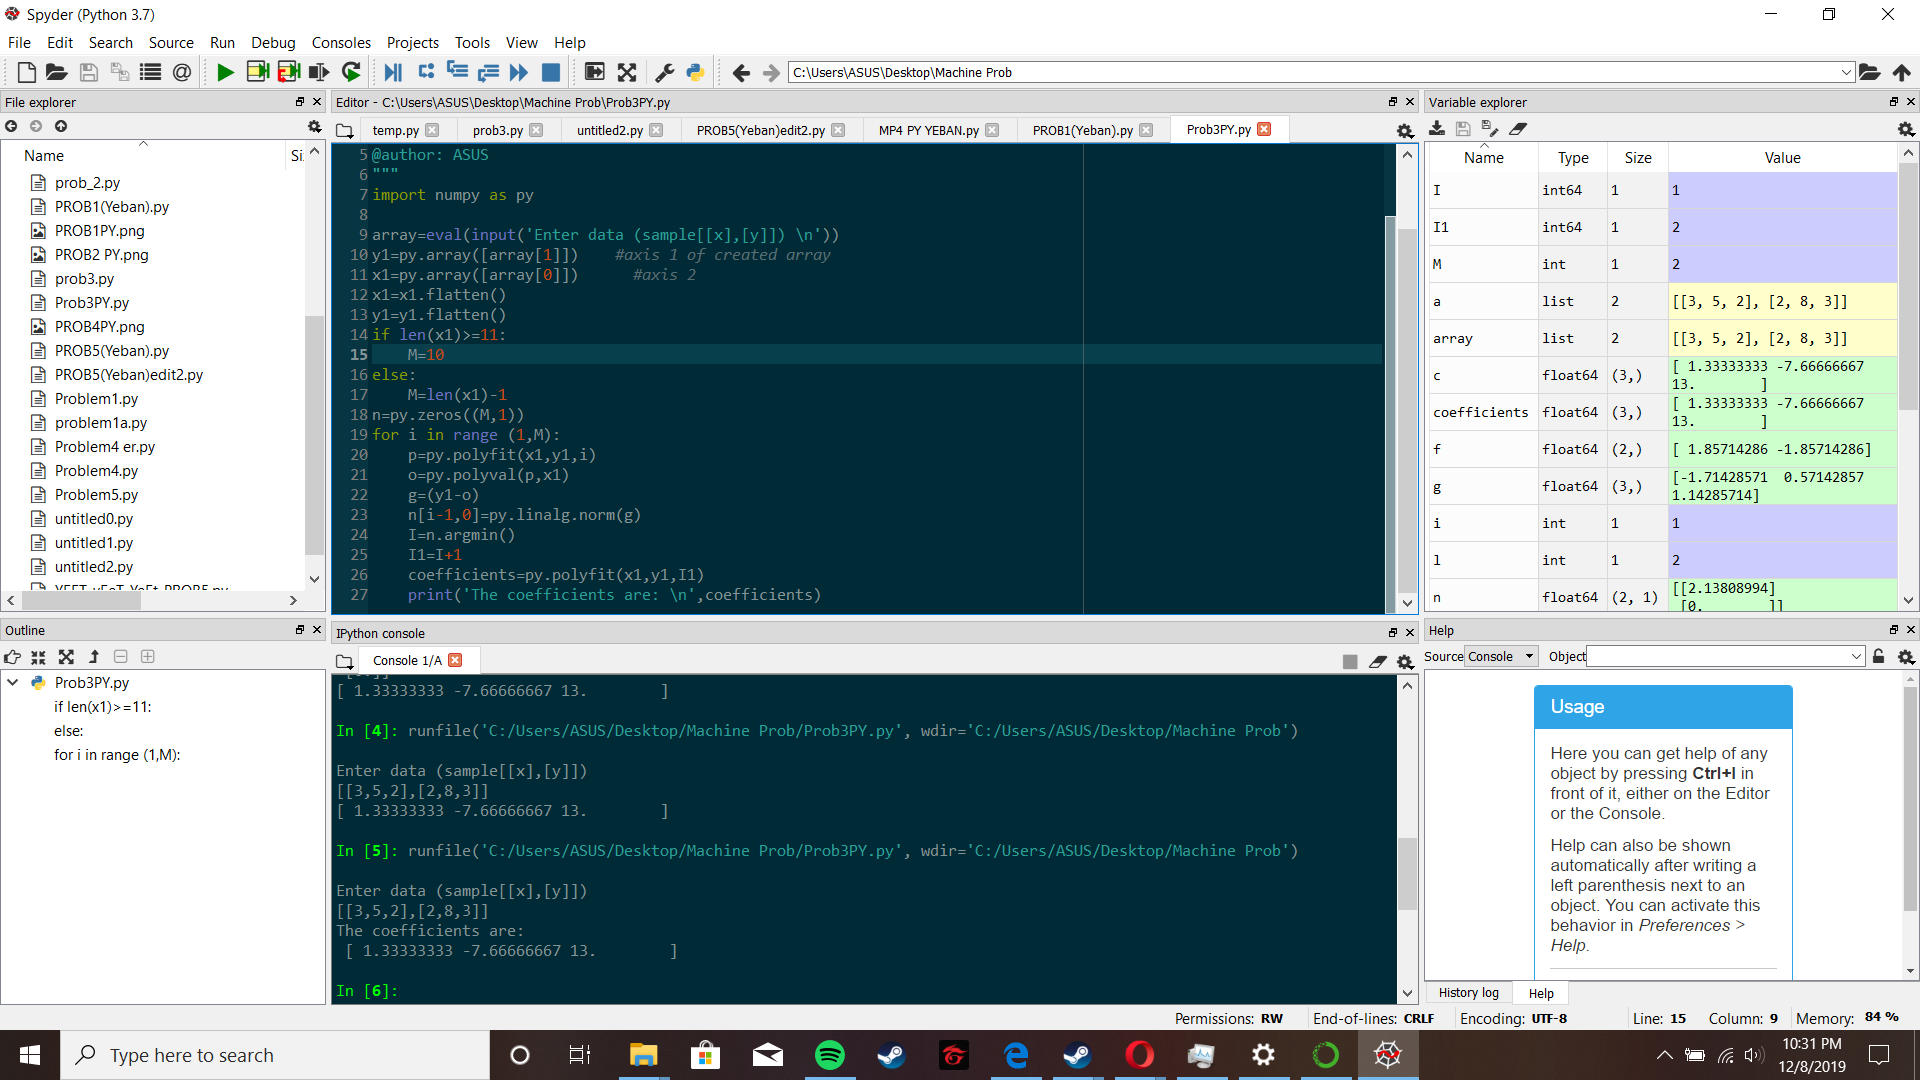 Spyder (Python 3.7)
File Edit Search Source Run Debug Consoles Projects Tools View Help
C:\Users\ASUS\Desktop\Machine Prob
File explorer
Name Si
prob_2.py
PROB1(Yeban).py
PROB1PY.png
PROB2 PY.png
prob3.py
Prob3PY.py
PROB4PY.png
PROB5(Yeban).py
PROB5(Yeban)edit2.py
Problem1.py
problem1a.py
Problem4 er.py
Problem4.py
Problem5.py
untitled0.py
untitled1.py
untitled2.py
Outline
Prob3PY.py
if len(x1)>=11:
else:
for i in range (1,M):
Editor - C:\Users\ASUS\Desktop\Machine Prob\Prob3PY.py
temp.py prob3.py untitled2.py PROB5(Yeban)edit2.py MP4 PY YEBAN.py PROB1(Yeban).py Prob3PY.py
5 @author: ASUS
6 """
7 import numpy as py
8
9 array=eval(input('Enter data (sample[[x],[y]]) \n'))
10 y1=py.array([array[1]])    #axis 1 of created array
11 x1=py.array([array[0]])      #axis 2
12 x1=x1.flatten()
13 y1=y1.flatten()
14 if len(x1)>=11:
15     M=10
16 else:
17     M=len(x1)-1
18 n=py.zeros((M,1))
19 for i in range (1,M):
20     p=py.polyfit(x1,y1,i)
21     o=py.polyval(p,x1)
22     g=(y1-o)
23     n[i-1,0]=py.linalg.norm(g)
24     I=n.argmin()
25     I1=I+1
26     coefficients=py.polyfit(x1,y1,I1)
27     print('The coefficients are: \n',coefficients)
IPython console
Console 1/A
[ 1.33333333 -7.66666667 13.        ]
In [4]: runfile('C:/Users/ASUS/Desktop/Machine Prob/Prob3PY.py', wdir='C:/Users/ASUS/Desktop/Machine Prob')
Enter data (sample[[x],[y]])
[[3,5,2],[2,8,3]]
[ 1.33333333 -7.66666667 13.        ]
In [5]: runfile('C:/Users/ASUS/Desktop/Machine Prob/Prob3PY.py', wdir='C:/Users/ASUS/Desktop/Machine Prob')
Enter data (sample[[x],[y]])
[[3,5,2],[2,8,3]]
The coefficients are:
[ 1.33333333 -7.66666667 13.        ]
In [6]:
Variable explorer
Name Type Size Value
I int64 1 1
I1 int64 1 2
M int 1 2
a list 2 [[3, 5, 2], [2, 8, 3]]
array list 2 [[3, 5, 2], [2, 8, 3]]
c float64 (3,) [ 1.33333333 -7.66666667
13.        ]
coefficients float64 (3,) [ 1.33333333 -7.66666667
13.        ]
f float64 (2,) [ 1.85714286 -1.85714286]
g float64 (3,) [-1.71428571  0.57142857
1.14285714]
i int 1 1
l int 1 2
n float64 (2, 1) [[2.13808994]
[0.        ]]
Help
Source Console Object
Usage
Here you can get help of any
object by pressing Ctrl+I in
front of it, either on the Editor
or the Console.
Help can also be shown
automatically after writing a
left parenthesis next to an
object. You can activate this
behavior in Preferences >
Help.
History log Help
Permissions: RW End-of-lines: CRLF Encoding: UTF-8 Line: 15 Column: 9 Memory: 84 %
Type here to search
10:31 PM
12/8/2019